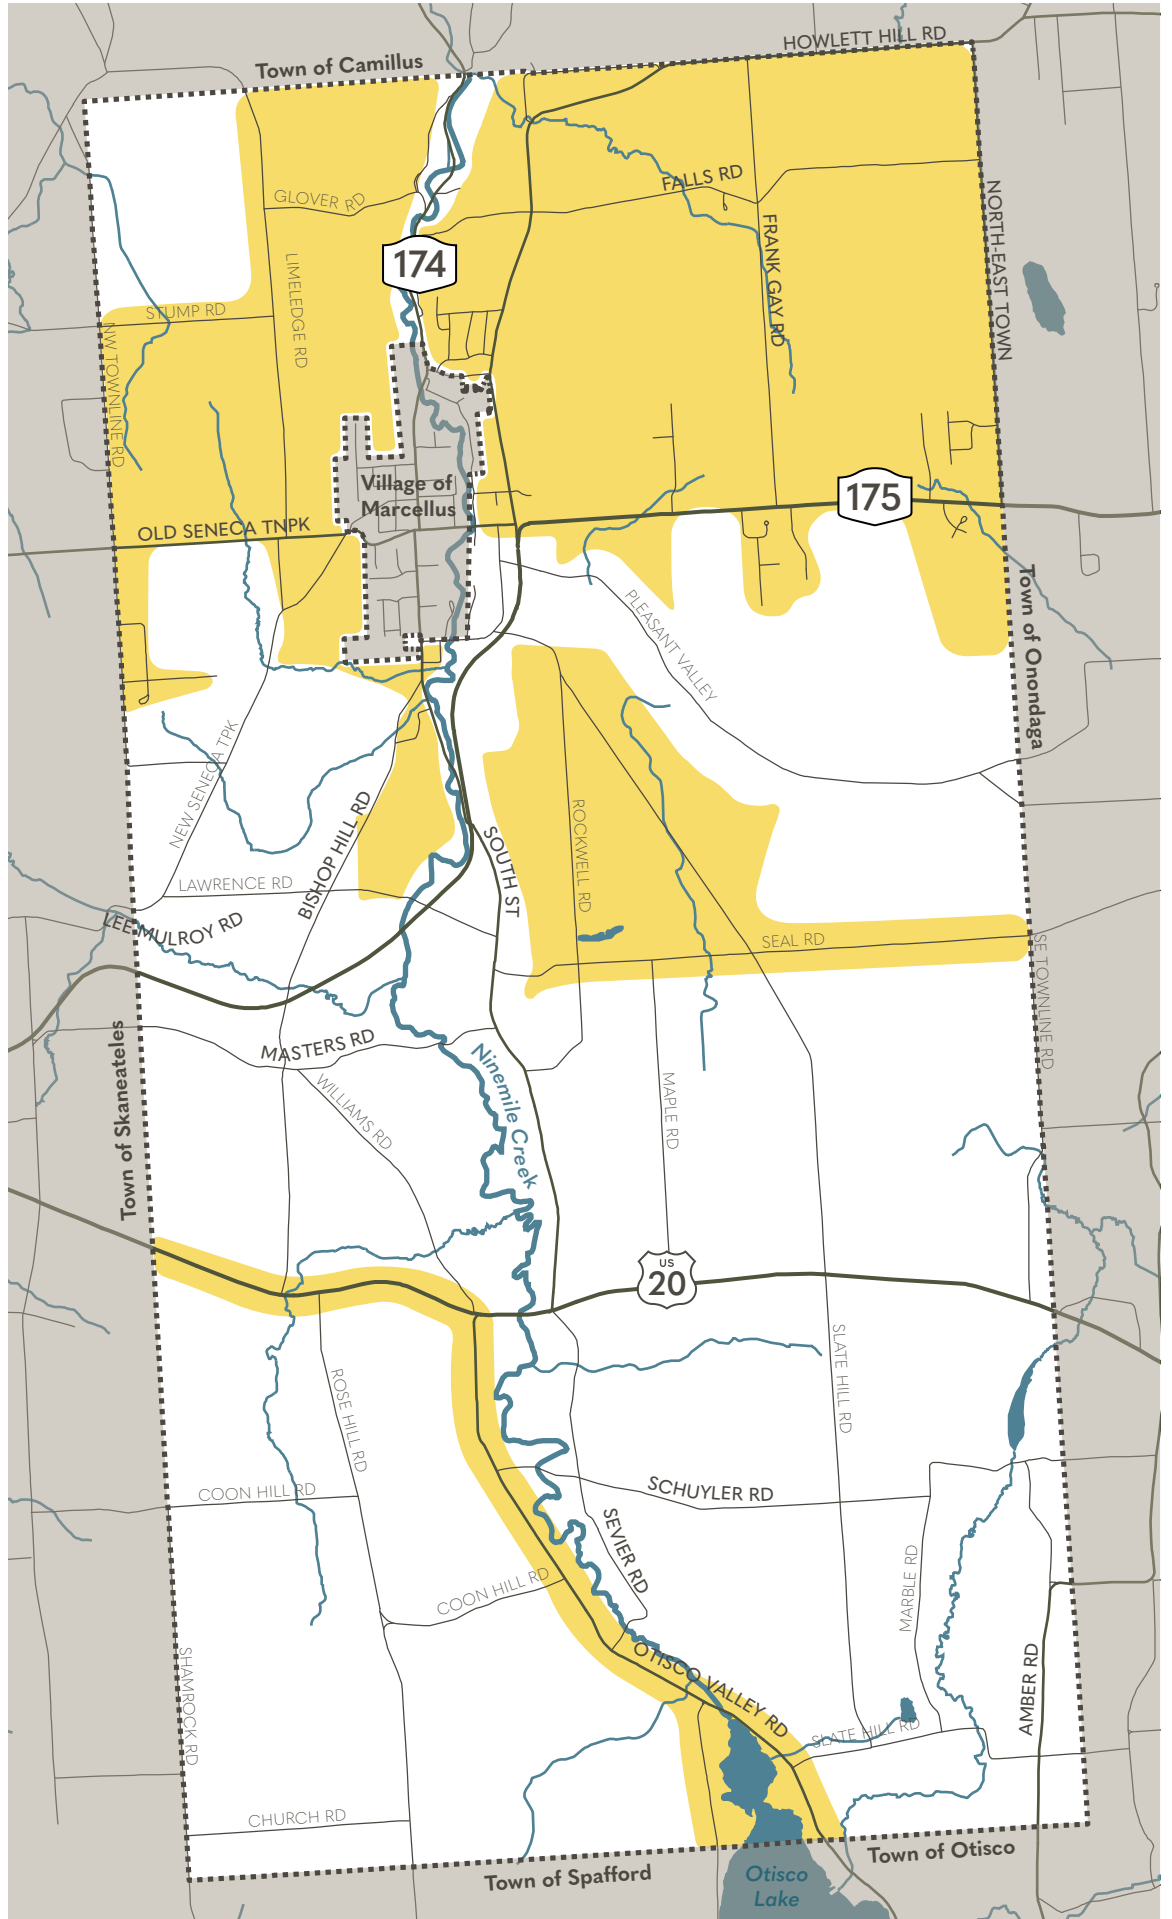 HOWLETT HILL RD
Town of Camillus
FALLS RD
GLOVER RD
NORTH-EAST TOWN
FRANK GAY RD
174
LIMELEDGE RD
STUMP RD
NW TOWNLINE RD
Village of
Marcellus
175
OLD SENECA TNPK
Town of Onondaga
PLEASANT VALLEY
NEW SENECA TPK
BISHOP HILL RD
ROCKWELL RD
SOUTH ST
LAWRENCE RD
LEE MULROY RD
SEAL RD
SE TOWNLINE RD
Town of Skaneateles
MASTERS RD
Ninemile Creek
WILLIAMS RD
MAPLE RD
US
20
SLATE HILL RD
ROSE HILL RD
COON HILL RD
SCHUYLER RD
SEVIER RD
COON HILL RD
MARBLE RD
SHAMROCK RD
OTISCO VALLEY RD
AMBER RD
SLATE HILL RD
CHURCH RD
Town of Otisco
Town of Spafford
Otisco
Lake